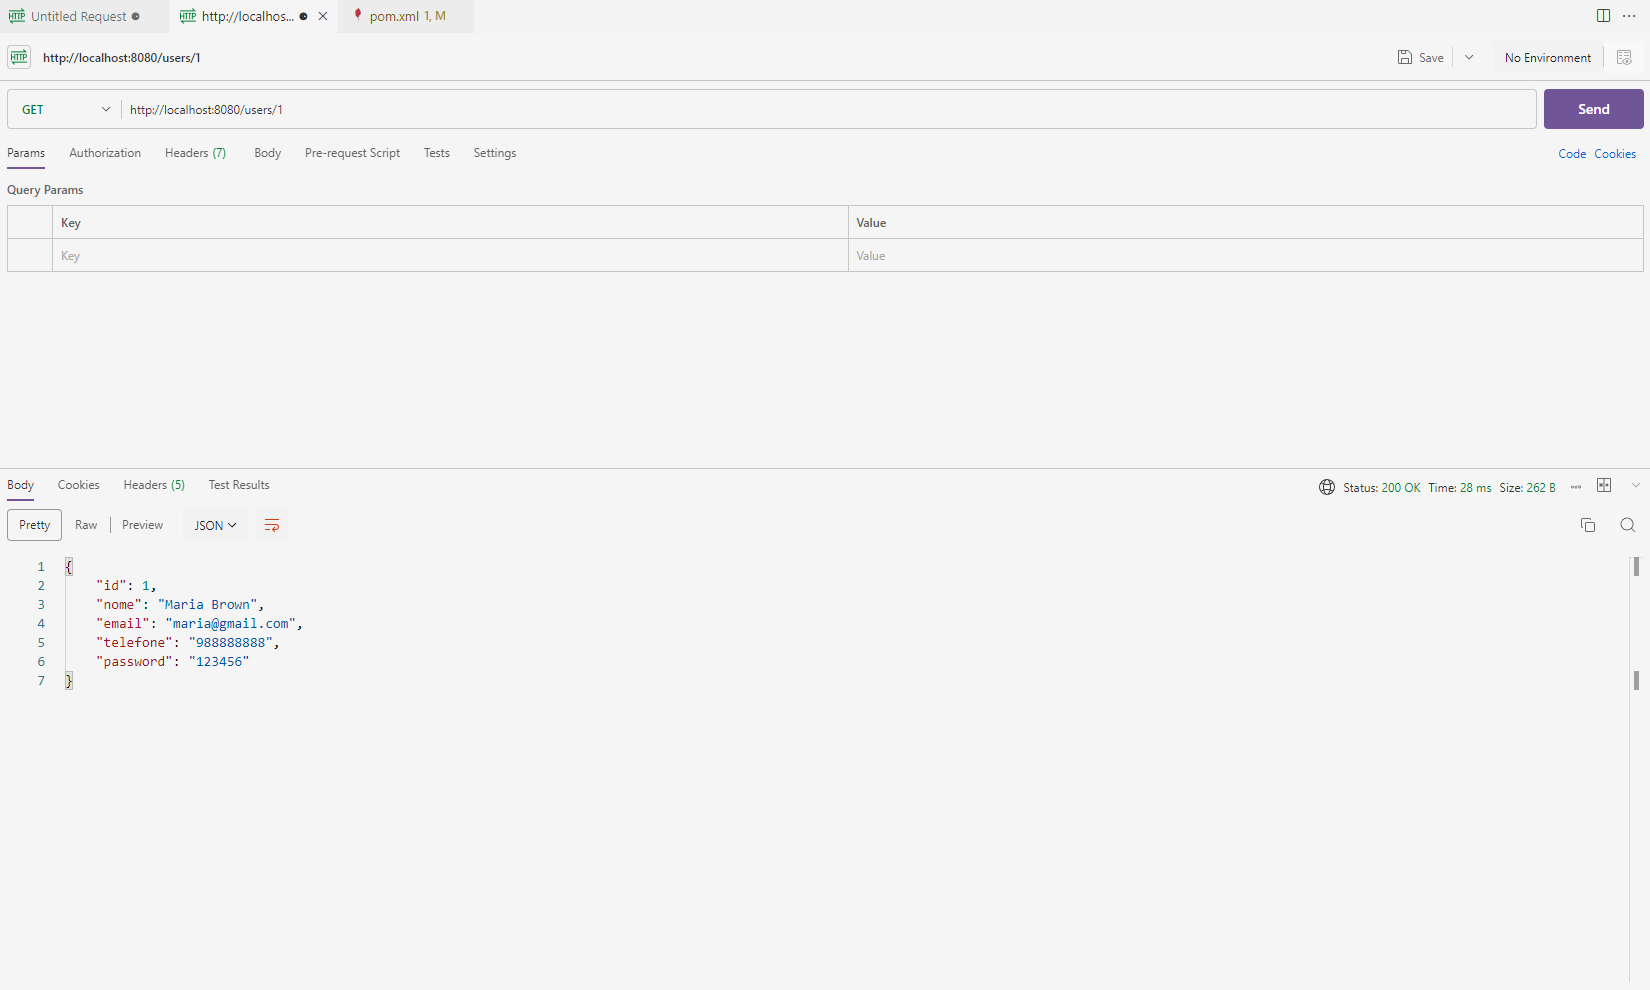 HTTP Untitled Request HTTP http://localhos... pom.xml 1, M
HTTP http://localhost:8080/users/1 Save No Environment
GET http://localhost:8080/users/1 Send
Params Authorization Headers (7) Body Pre-request Script Tests Settings Code Cookies
Query Params
Key Value
Key Value
Body Cookies Headers (5) Test Results Status: 200 OK Time: 28 ms Size: 262 B
Pretty Raw Preview JSON
1 {
2 "id": 1,
3 "nome": "Maria Brown",
4 "email": "maria@gmail.com",
5 "telefone": "988888888",
6 "password": "123456"
7 }